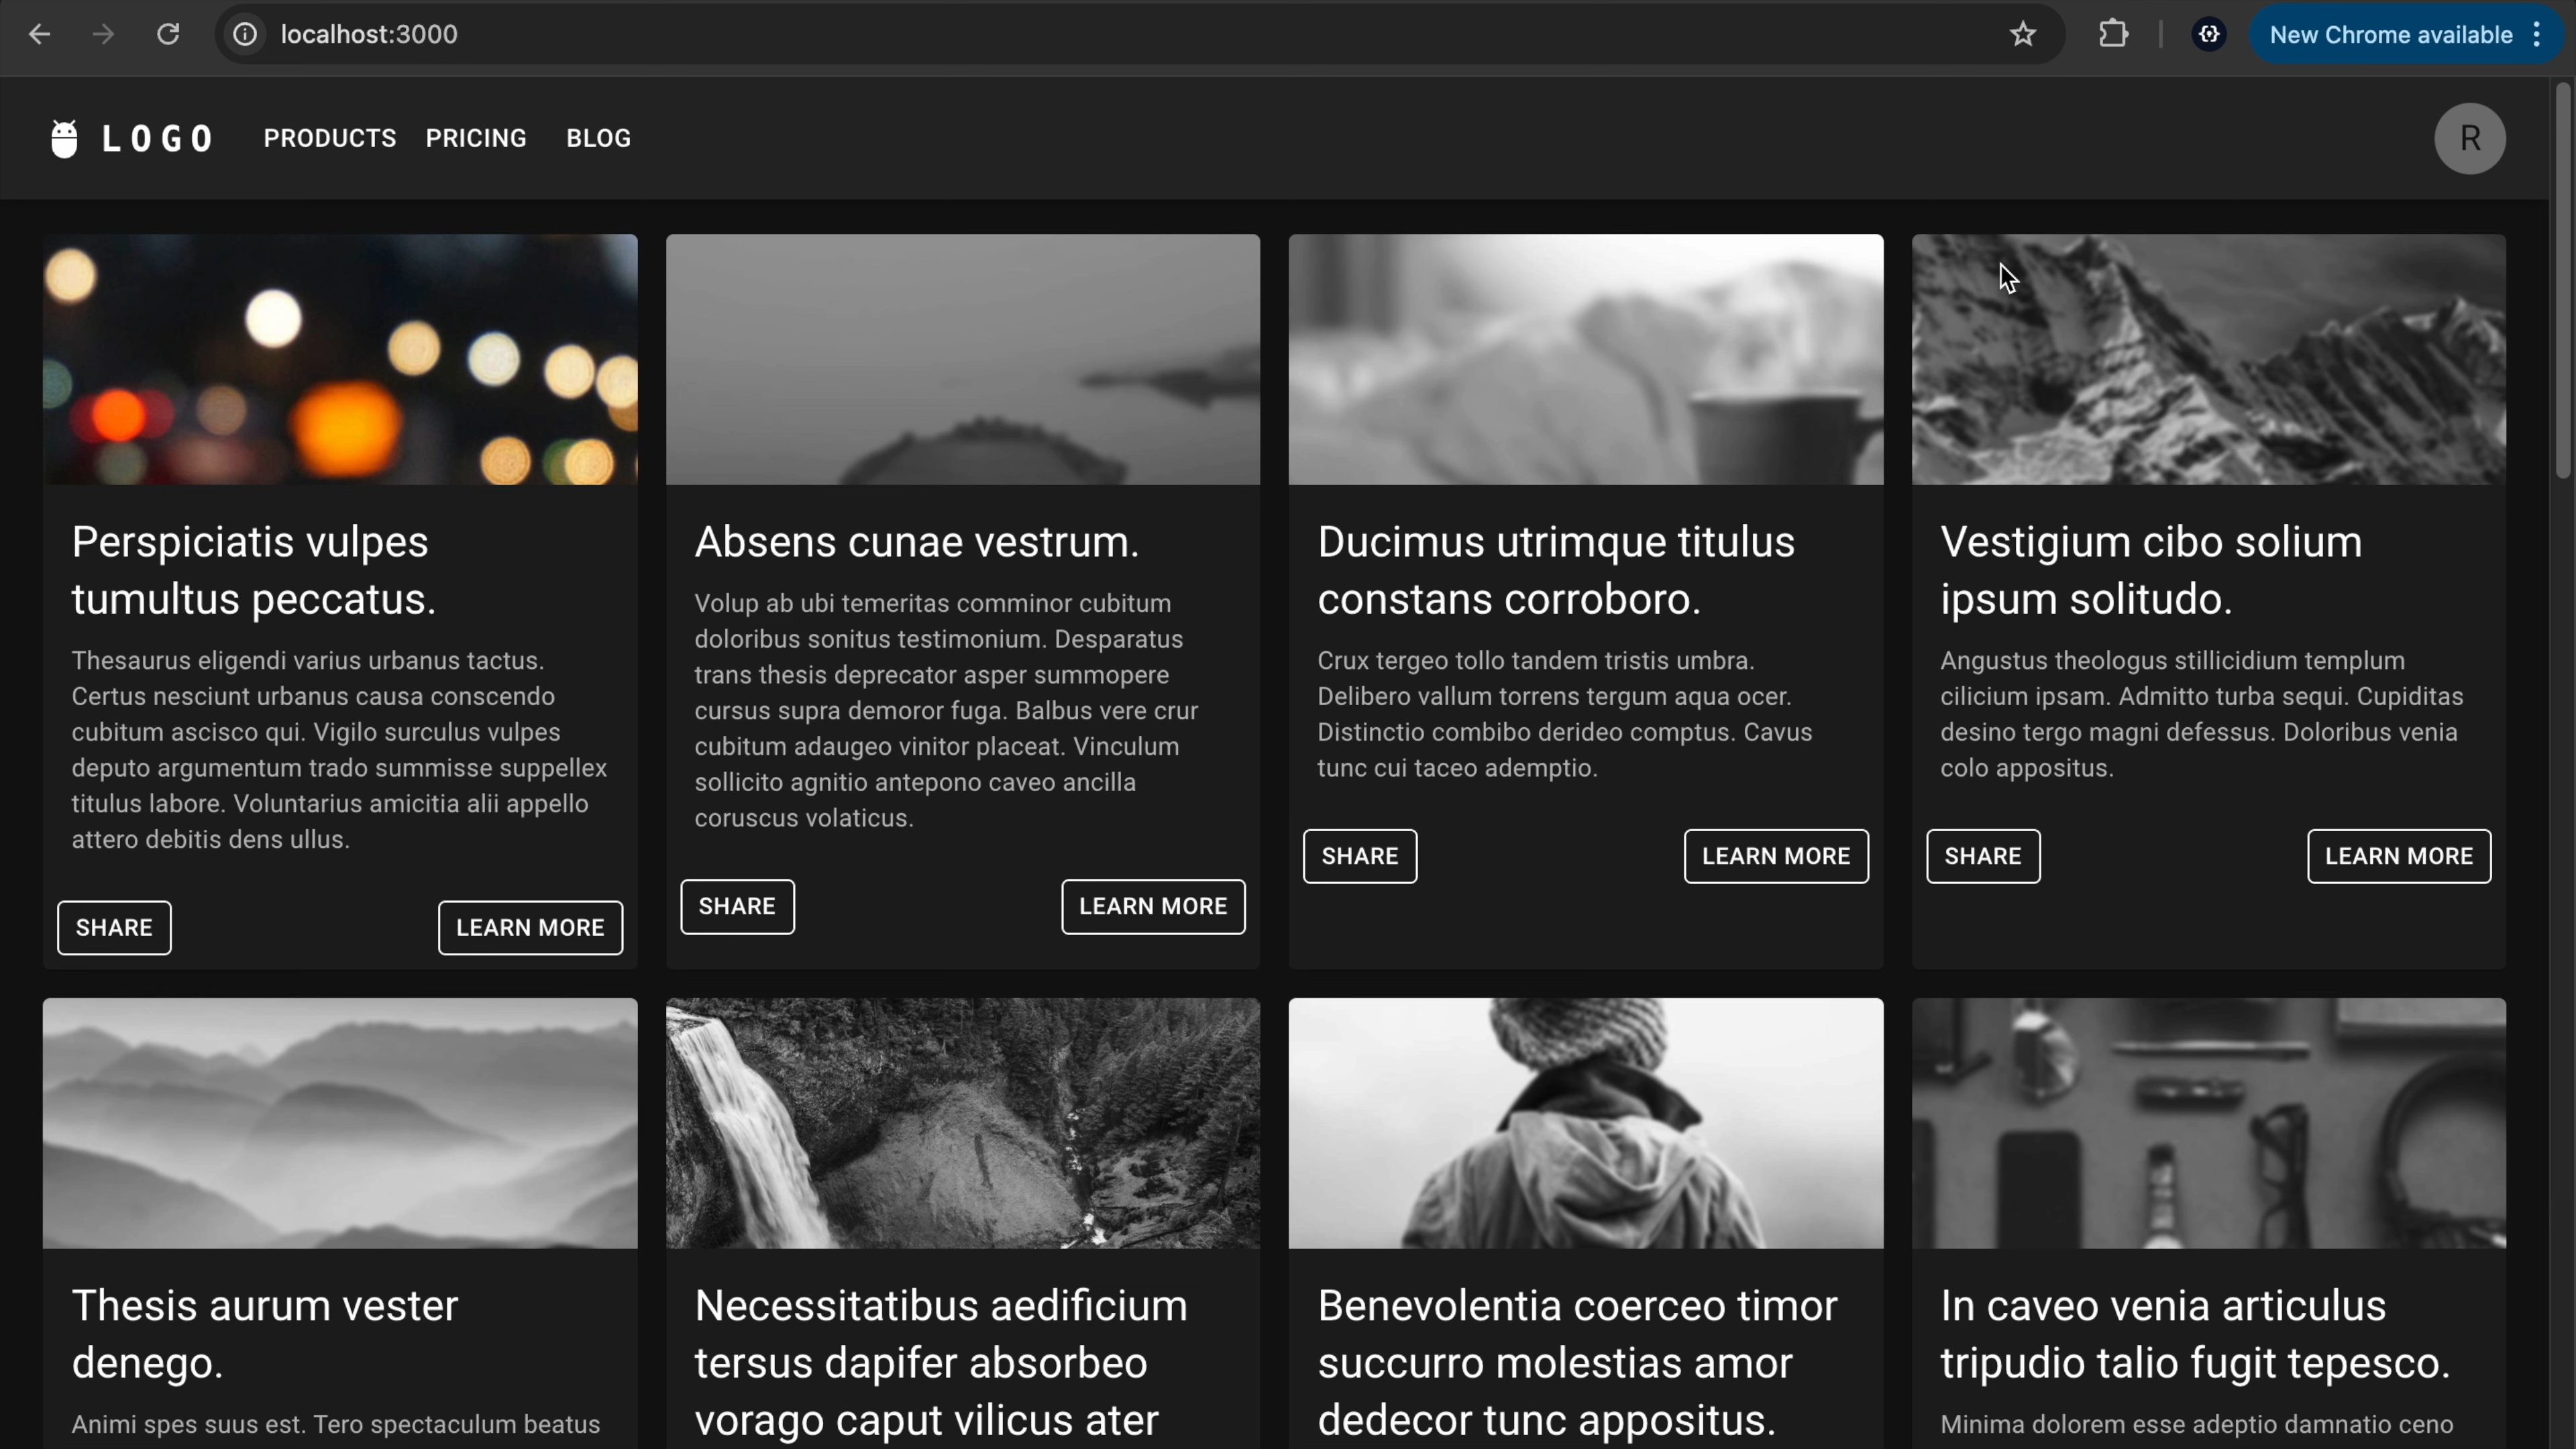 localhost:3000
New Chrome available
LOGO
PRODUCTS
PRICING
BLOG
R
Perspiciatis vulpes
tumultus peccatus.
Thesaurus eligendi varius urbanus tactus.
Certus nesciunt urbanus causa conscendo
cubitum ascisco qui. Vigilo surculus vulpes
deputo argumentum trado summisse suppellex
titulus labore. Voluntarius amicitia alii appello
attero debitis dens ullus.
SHARE
LEARN MORE
Absens cunae vestrum.
Volup ab ubi temeritas comminor cubitum
doloribus sonitus testimonium. Desparatus
trans thesis deprecator asper summopere
cursus supra demoror fuga. Balbus vere crur
cubitum adaugeo vinitor placeat. Vinculum
sollicito agnitio antepono caveo ancilla
coruscus volaticus.
SHARE
LEARN MORE
Ducimus utrimque titulus
constans corroboro.
Crux tergeo tollo tandem tristis umbra.
Delibero vallum torrens tergum aqua ocer.
Distinctio combibo derideo comptus. Cavus
tunc cui taceo ademptio.
SHARE
LEARN MORE
Vestigium cibo solium
ipsum solitudo.
Angustus theologus stillicidium templum
cilicium ipsam. Admitto turba sequi. Cupiditas
desino tergo magni defessus. Doloribus venia
colo appositus.
SHARE
LEARN MORE
Thesis aurum vester
denego.
Animi spes suus est. Tero spectaculum beatus
Necessitatibus aedificium
tersus dapifer absorbeo
vorago caput vilicus ater
Benevolentia coerceo timor
succurro molestias amor
dedecor tunc appositus.
In caveo venia articulus
tripudio talio fugit tepesco.
Minima dolorem esse adeptio damnatio ceno